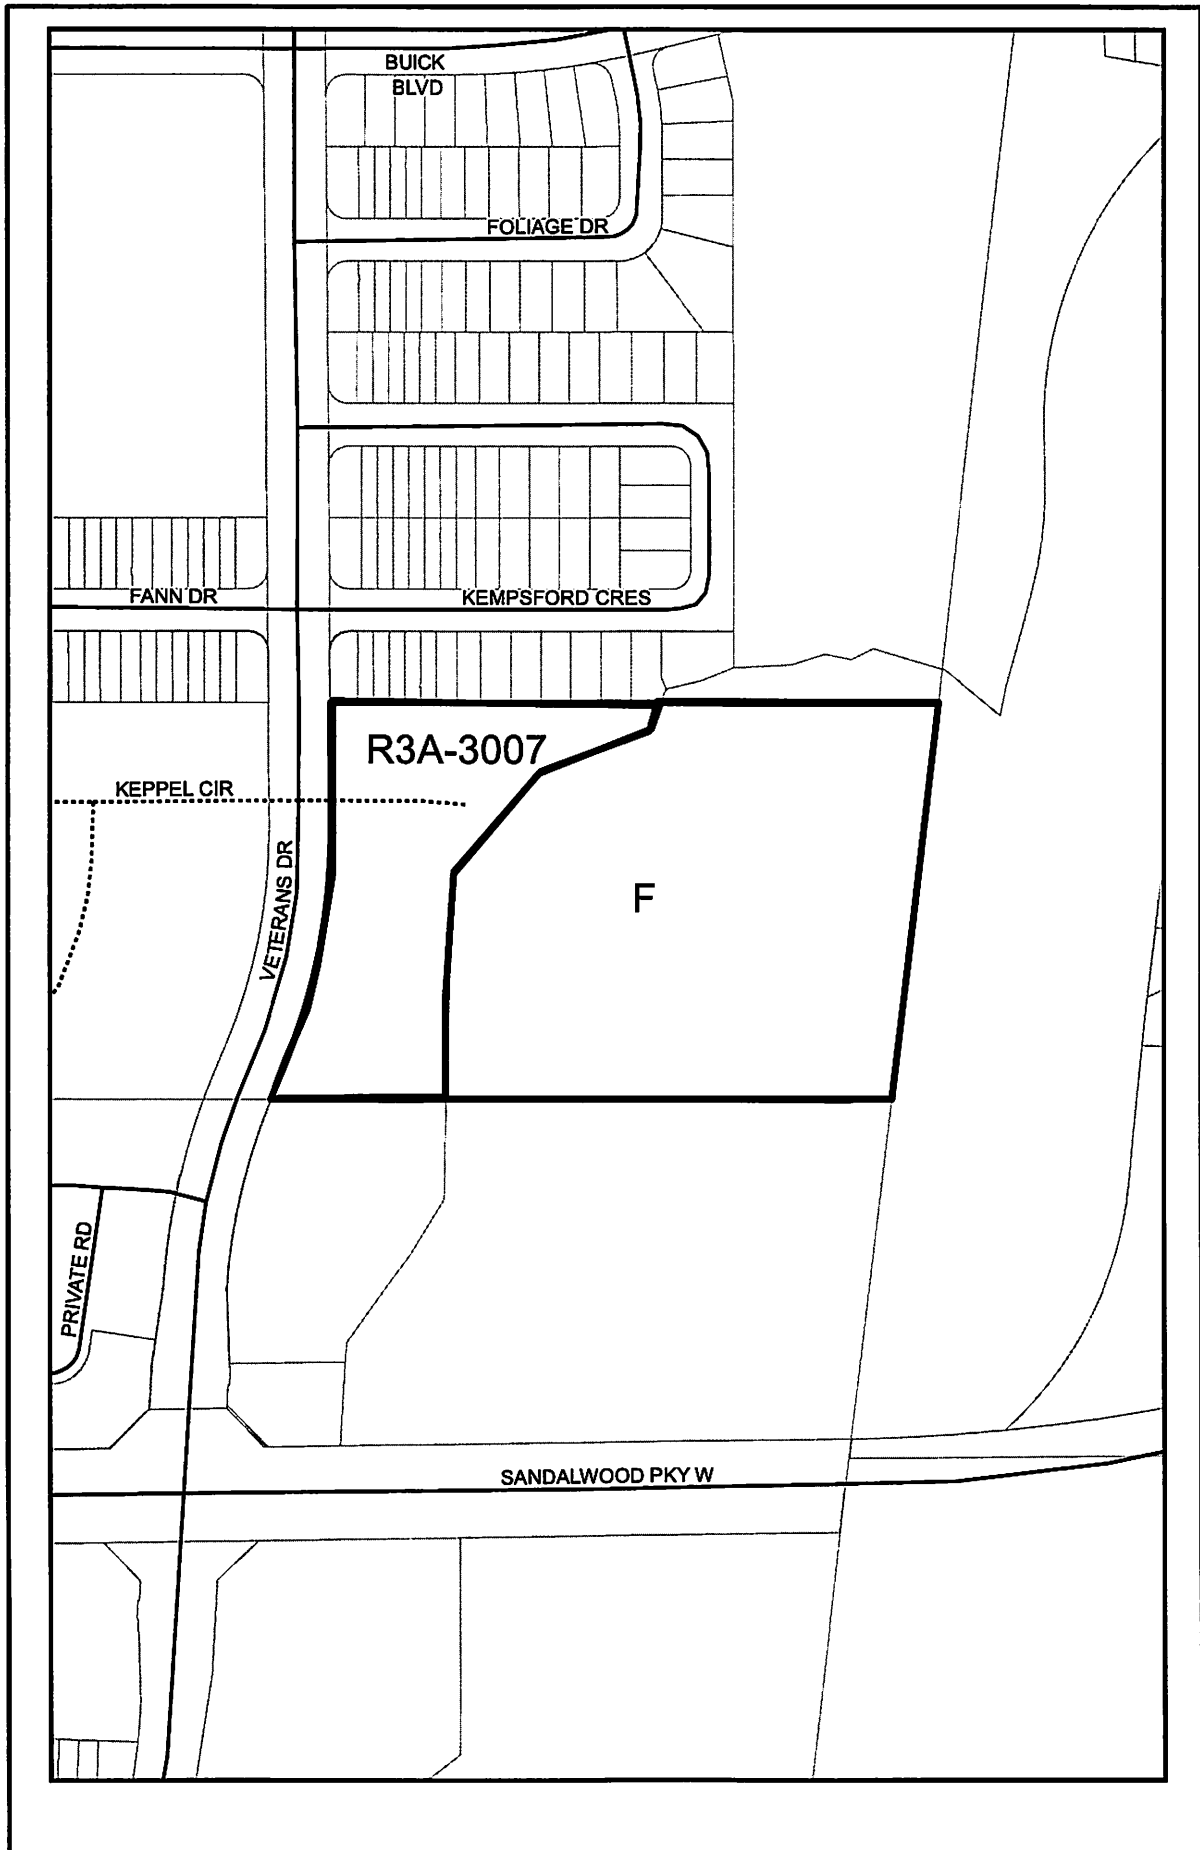 BUICK
BLVD
FOLIAGE DR
FANN DR
KEMPSFORD CRES
R3A-3007
KEPPEL CIR
VETERANS DR
F
PRIVATE RD
SANDALWOOD PKY W